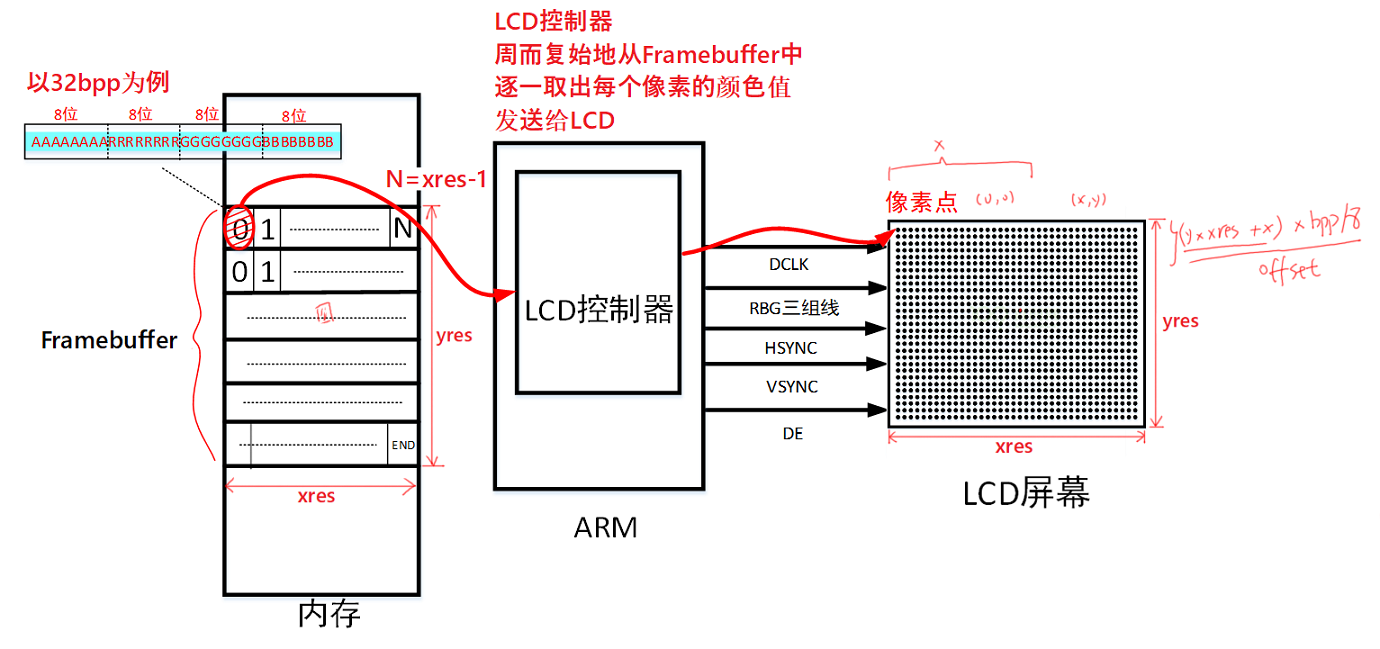 LCD控制器
周而复始地从Framebuffer中
逐一取出每个像素的颜色值
发送给LCD
以32bpp为例
8位 8位 8位 8位
AAAAAAAARRRRRRRRGGGGGGGGBBBBBBBB
N=xres-1
0 1 N
0 1
END
Framebuffer
yres
xres
内存
LCD控制器
ARM
DCLK
RBG三组线
HSYNC
VSYNC
DE
x
像素点 (0,0) (x,y)
(y×xres +x) × bpp/8
offset
yres
xres
LCD屏幕